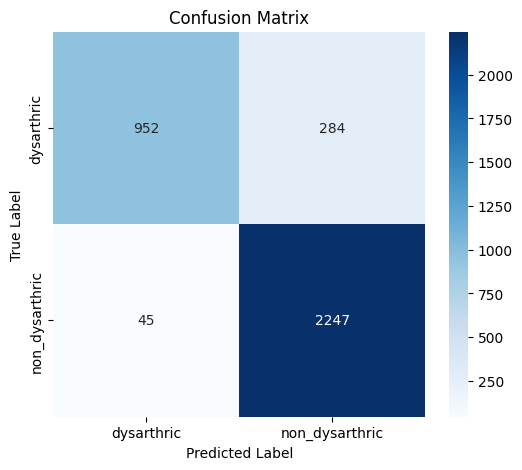 Confusion Matrix
True Label
dysarthric
non_dysarthric
952
284
45
2247
dysarthric
non_dysarthric
Predicted Label
2000
1750
1500
1250
1000
750
500
250